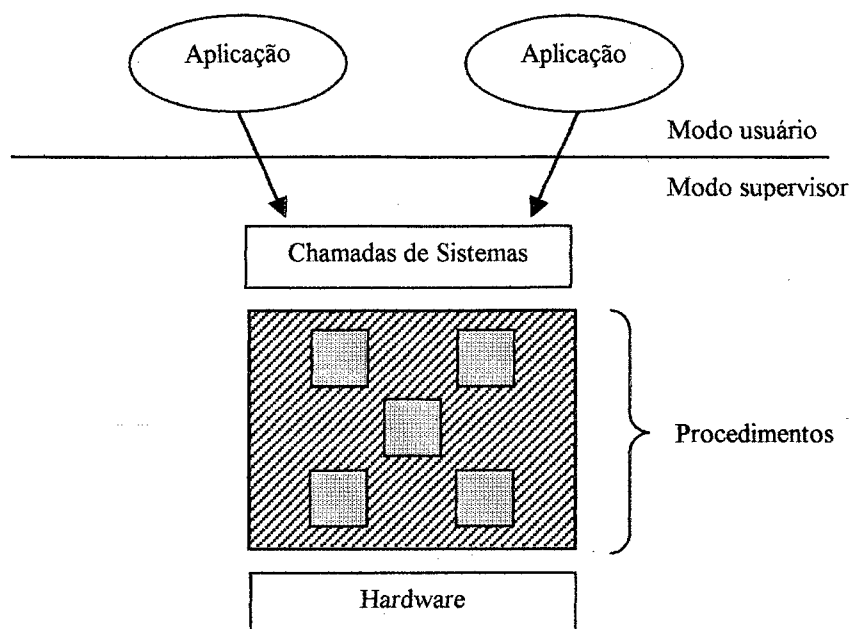 Aplicação
Aplicação
Modo usuário
Modo supervisor
Chamadas de Sistemas
Procedimentos
Hardware